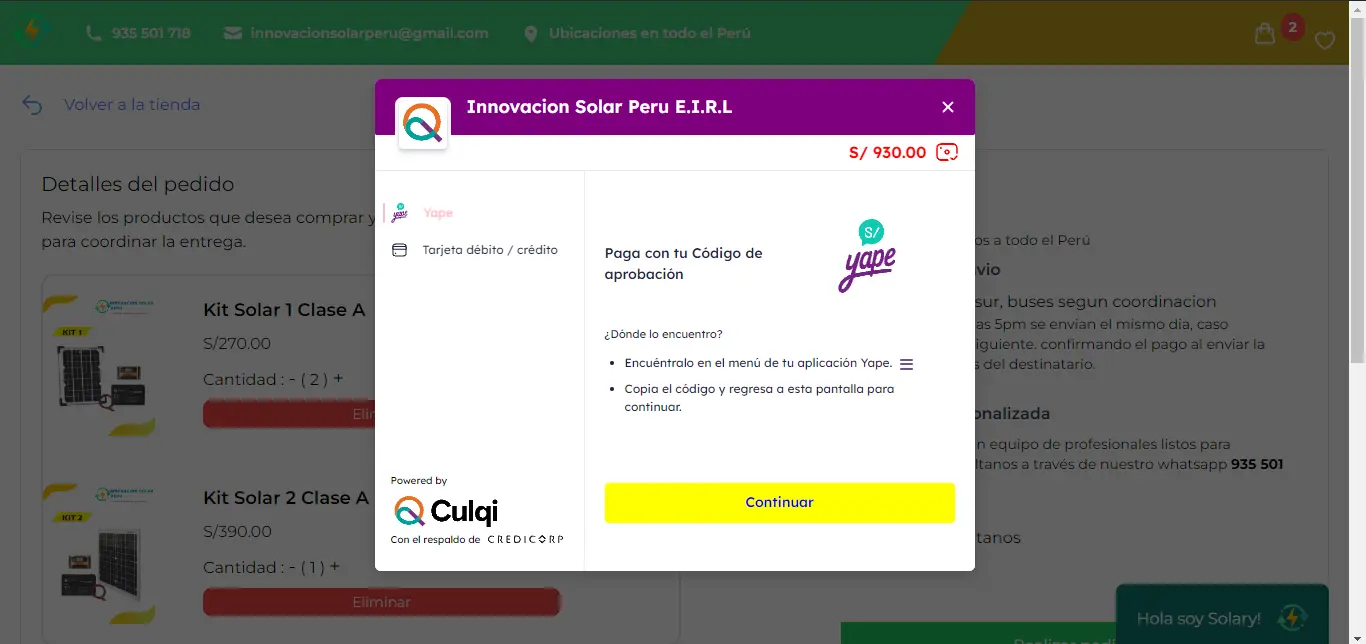 935 501 718
innovacionsolarperu@gmail.com
Ubicaciones en todo el Perú
2
Volver a la tienda
Innovacion Solar Peru E.I.R.L
S/ 930.00
Detalles del pedido
Revise los productos que desea comprar y
para coordinar la entrega.
Kit Solar 1 Clase A
S/270.00
Cantidad : - ( 2 ) +
KIT 1
Kit Solar 2 Clase A
S/390.00
Cantidad : - ( 1 ) +
Eliminar
KIT 2
Yape
Tarjeta débito / crédito
Powered by
Culqi
Con el respaldo de CREDICORP
Paga con tu Código de
aprobación
S/
yape
¿Dónde lo encuentro?
Encuéntralo en el menú de tu aplicación Yape.
Copia el código y regresa a esta pantalla para
continuar.
Continuar
os a todo el Perú
vio
sur, buses segun coordinacion
as 5pm se envian el mismo dia, caso
iguiente. confirmando el pago al enviar la
s del destinatario.
onalizada
n equipo de profesionales listos para
ltanos a través de nuestro whatsapp 935 501
tanos
Hola soy Solary!